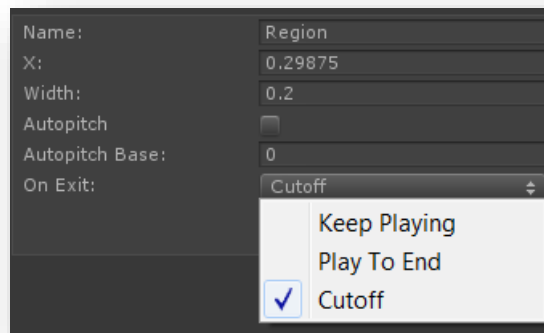 Name: Region
X: 0.29875
Width: 0.2
Autopitch
Autopitch Base: 0
On Exit: Cutoff
Keep Playing
Play To End
Cutoff